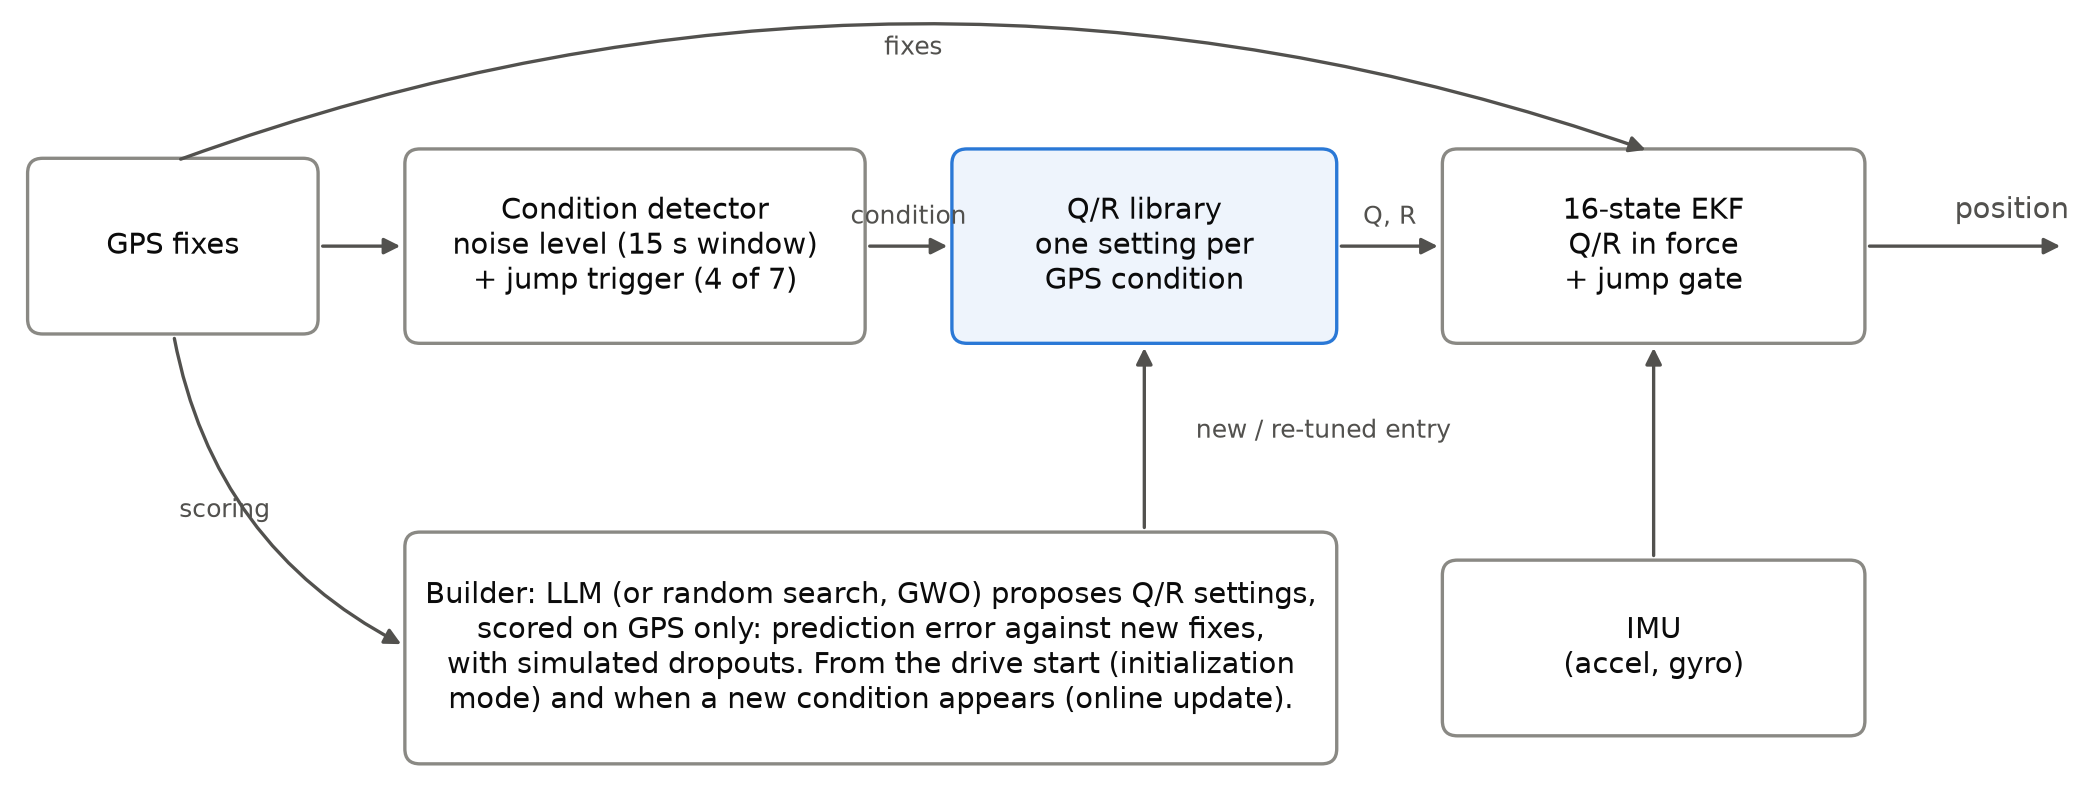 fixes
GPS fixes
Condition detector
noise level (15 s window)
+ jump trigger (4 of 7)
condition
Q/R library
one setting per
GPS condition
Q, R
16-state EKF
Q/R in force
+ jump gate
position
new / re-tuned entry
scoring
Builder: LLM (or random search, GWO) proposes Q/R settings,
scored on GPS only: prediction error against new fixes,
with simulated dropouts. From the drive start (initialization
mode) and when a new condition appears (online update).
IMU
(accel, gyro)